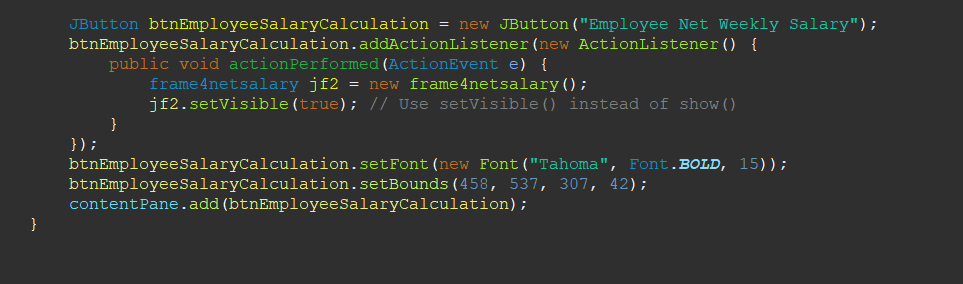 JButton btnEmployeeSalaryCalculation = new JButton("Employee Net Weekly Salary");
btnEmployeeSalaryCalculation.addActionListener(new ActionListener() {
public void actionPerformed(ActionEvent e) {
frame4netsalary jf2 = new frame4netsalary();
jf2.setVisible(true); // Use setVisible() instead of show()
}
});
btnEmployeeSalaryCalculation.setFont(new Font("Tahoma", Font.BOLD, 15));
btnEmployeeSalaryCalculation.setBounds(458, 537, 307, 42);
contentPane.add(btnEmployeeSalaryCalculation);
}